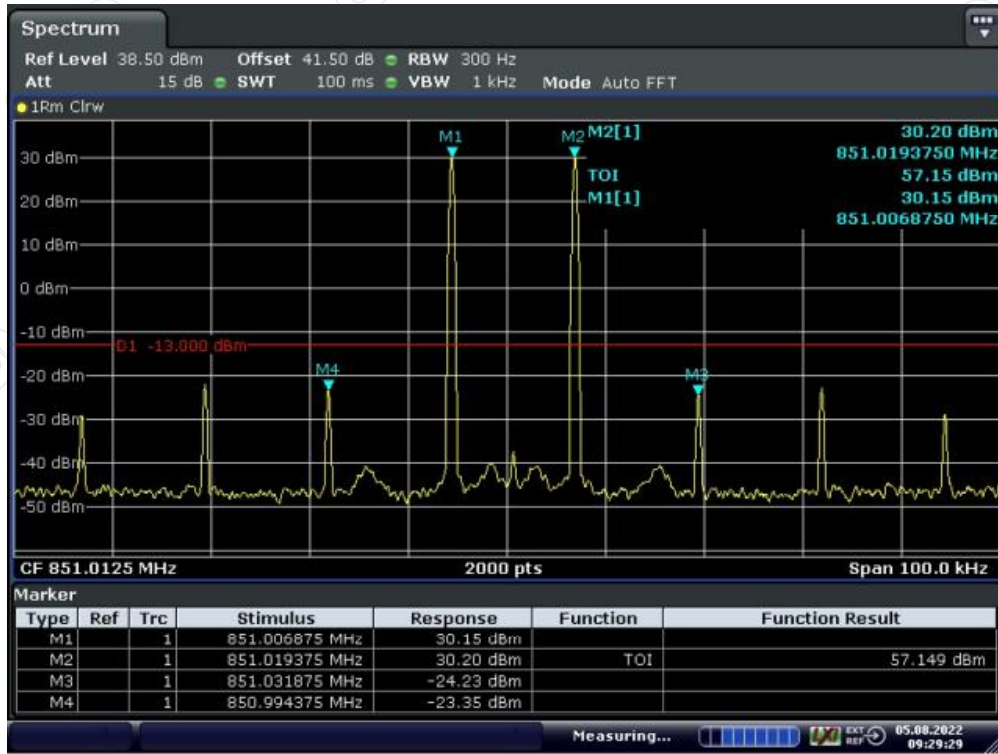 Spectrum
Ref Level 38.50 dBm Offset 41.50 dB RBW 300 Hz
Att 15 dB SWT 100 ms VBW 1 kHz Mode Auto FFT
1Rm Clrw
M1 M2 M2[1] 30.20 dBm
851.0193750 MHz
30 dBm
TOI 57.15 dBm
20 dBm M1[1] 30.15 dBm
851.0068750 MHz
10 dBm
0 dBm
-10 dBm
D1 -13.000 dBm
-20 dBm M4 M3
-30 dBm
-40 dBm
-50 dBm
CF 851.0125 MHz 2000 pts Span 100.0 kHz
Marker
Type Ref Trc Stimulus Response Function Function Result
M1 1 851.006875 MHz 30.15 dBm
M2 1 851.019375 MHz 30.20 dBm TOI 57.149 dBm
M3 1 851.031875 MHz -24.23 dBm
M4 1 850.994375 MHz -23.35 dBm
Measuring... LXI EXT REF 05.08.2022
09:29:29